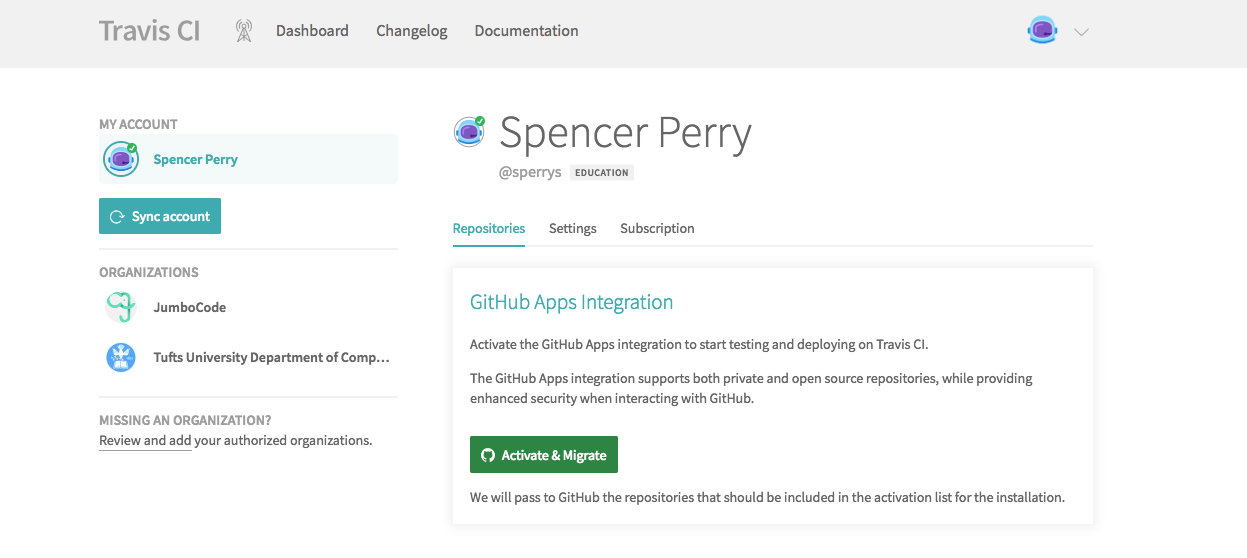 Travis CI Dashboard Changelog Documentation
MY ACCOUNT
Spencer Perry
Sync account
ORGANIZATIONS
JumboCode
Tufts University Department of Comp...
MISSING AN ORGANIZATION?
Review and add your authorized organizations.
Spencer Perry
@sperrys EDUCATION
Repositories Settings Subscription
GitHub Apps Integration
Activate the GitHub Apps integration to start testing and deploying on Travis CI.
The GitHub Apps integration supports both private and open source repositories, while providing
enhanced security when interacting with GitHub.
Activate & Migrate
We will pass to GitHub the repositories that should be included in the activation list for the installation.